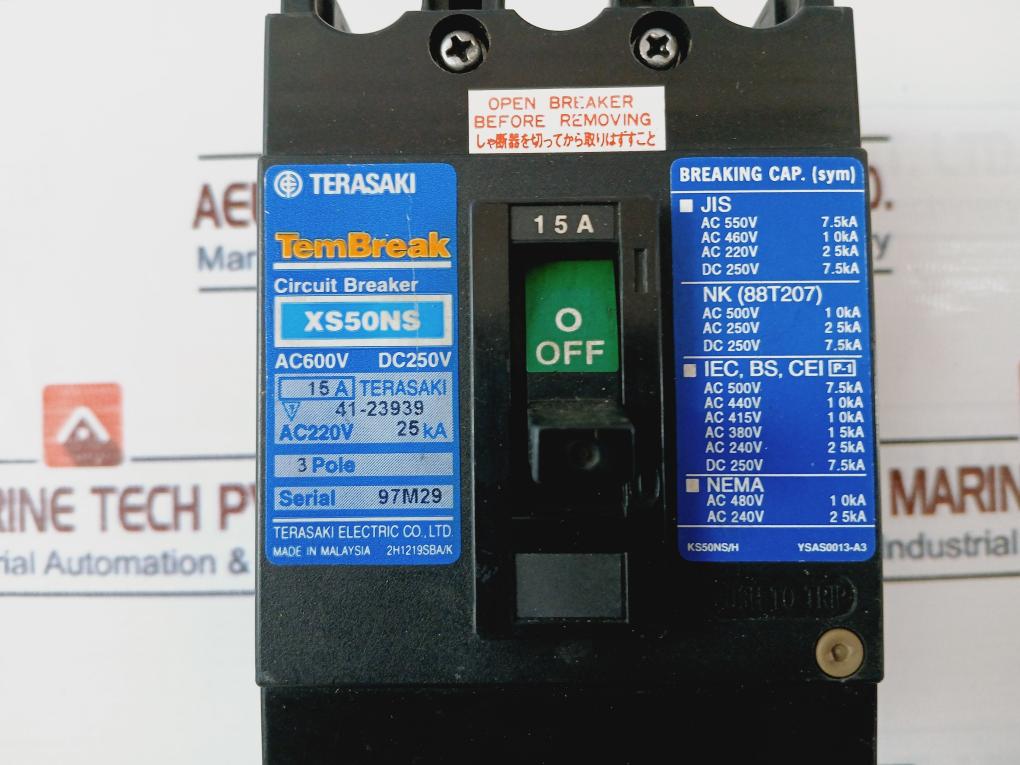 OPEN BREAKER
BEFORE REMOVING
しゃ断器を切ってから取りはずすこと
TERASAKI
TemBreak
Circuit Breaker
XS50NS
AC600V DC250V
15 A TERASAKI
41-23939
AC220V 25 kA
3 Pole
Serial 97M29
TERASAKI ELECTRIC CO., LTD.
MADE IN MALAYSIA 2H1219SBA/K
15A
O
OFF
BREAKING CAP. (sym)
JIS
AC 550V 7.5kA
AC 460V 10kA
AC 220V 25kA
DC 250V 7.5kA
NK (88T207)
AC 500V 10kA
AC 250V 25kA
DC 250V 7.5kA
IEC, BS, CEI P-1
AC 500V 7.5kA
AC 440V 10kA
AC 415V 10kA
AC 380V 15kA
AC 240V 25kA
DC 250V 7.5kA
NEMA
AC 480V 10kA
AC 240V 25kA
KS50NS/H YSAS0013-A3
PUSH TO TRIP
RINE TECH PV
MARIN
rial Automation &
Industrial